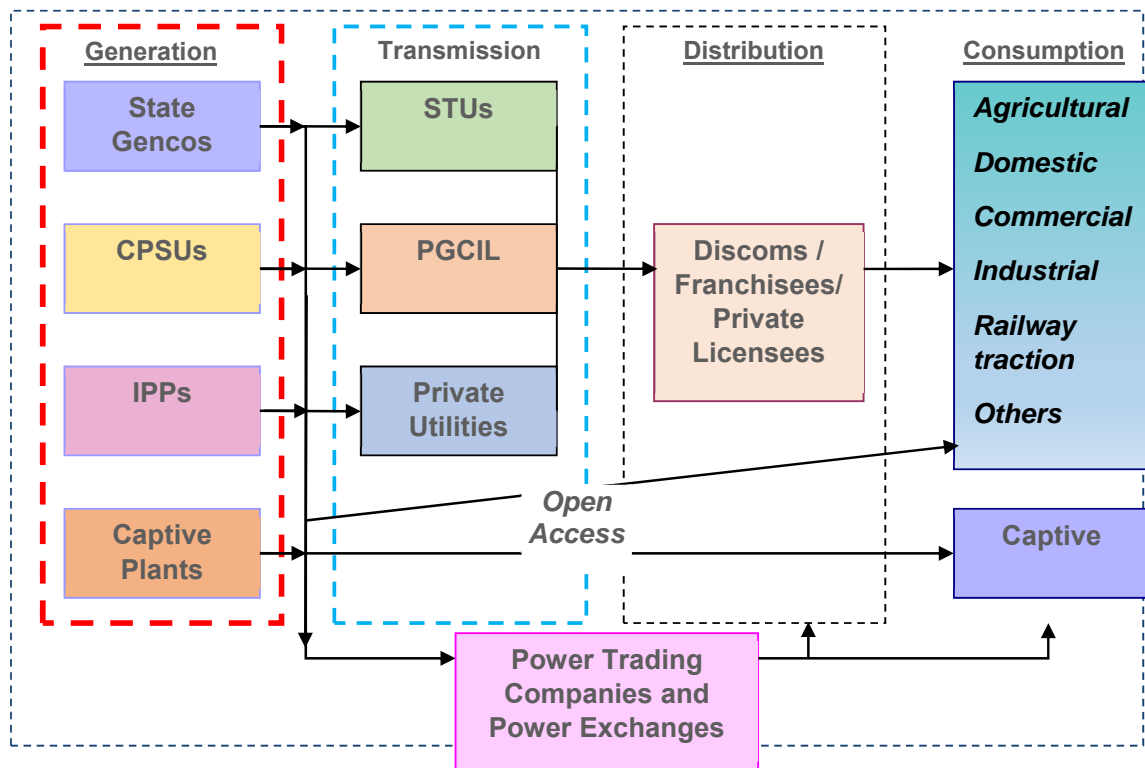 Generation
State
Gencos
CPSUs
IPPs
Captive
Plants
Transmission
STUs
PGCIL
Private
Utilities
Open
Access
Distribution
Discoms /
Franchisees/
Private
Licensees
Consumption
Agricultural
Domestic
Commercial
Industrial
Railway
traction
Others
Captive
Power Trading
Companies and
Power Exchanges